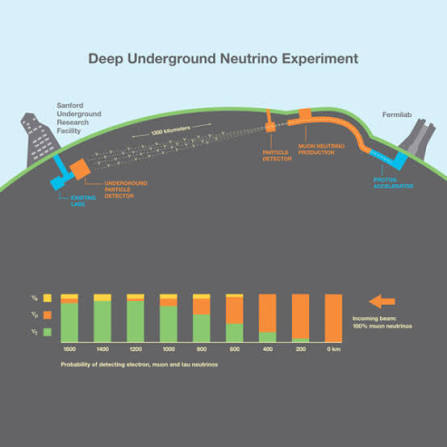 Deep Underground Neutrino Experiment
Sanford
Underground
Research
Facility
Fermilab
1300 kilometers
PARTICLE
DETECTOR
MUON NEUTRINO
PRODUCTION
UNDERGROUND
PARTICLE
DETECTOR
EXISTING
LABS
PROTON
ACCELERATOR
νe
νμ
ντ
1600 1400 1200 1000 800 600 400 200 0 km
Incoming beam:
100% muon neutrinos
Probability of detecting electron, muon and tau neutrinos